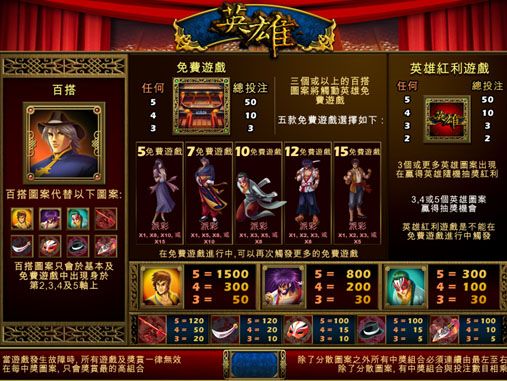 英雄
百搭
百搭圖案代替以下圖案:
百搭圖案只會於基本及
免費遊戲中出現身於
第2,3,4及5軸上
免費遊戲
任何
總投注
5 50
4 10
3 3
三個或以上的百搭
圖案將觸動英雄免
費遊戲
五款免費遊戲選擇如下:
5免費遊戲
7免費遊戲
10免費遊戲
12免費遊戲
15免費遊戲
派彩
派彩
派彩
派彩
派彩
在免費遊戲進行中,可以再次觸發更多的免費遊戲
英雄紅利遊戲
任何
總投注
英雄
5 50
4 10
3 3
2 2
3個或更多英雄圖案出現
在贏得英雄隨機抽獎紅利
3,4或5個英雄圖案
贏得抽獎機會
英雄紅利遊戲是不能在
免費遊戲進行中觸發
5 = 1500
4 = 300
3 = 50
5 = 800
4 = 200
3 = 30
5 = 300
4 = 100
3 = 30
5 = 120
4 = 50
3 = 20
當遊戲發生故障時,所有遊戲及獎賞一律無效
在每中獎圖案,只會獎賞最的高組合
除了分散圖案之外所有中獎組合必須連續由最左至右
除了分散圖案,有中獎組合與投注數目相乘